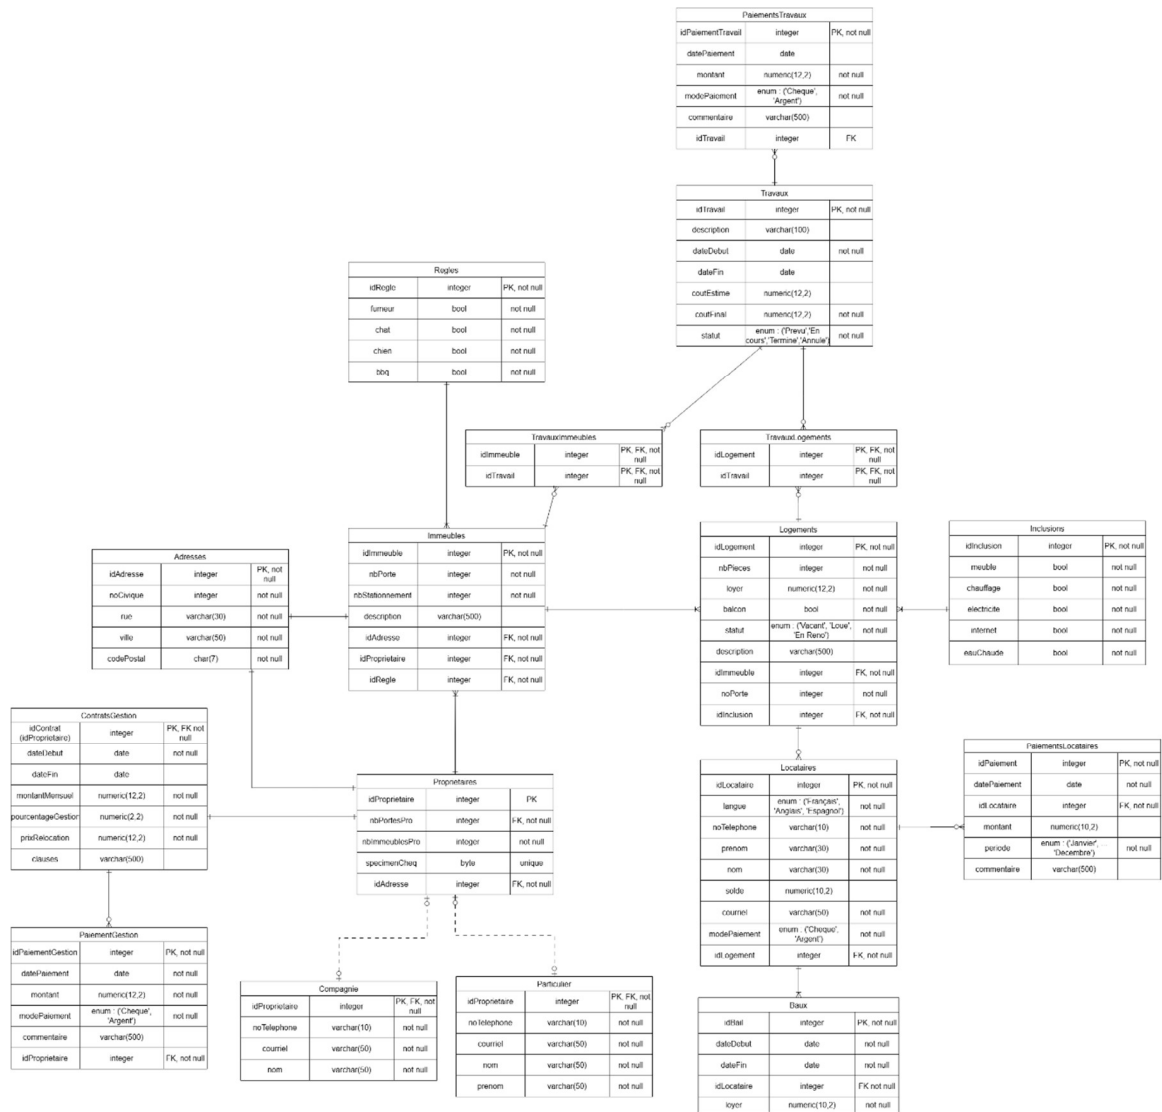 PaiementsTravaux
idPaiementTravail integer PK, not null
datePaiement date
montant numeric(12,2) not null
modePaiement enum : ('Cheque', 'Argent') not null
commentaire varchar(500)
idTravail integer FK
Travaux
idTravail integer PK, not null
description varchar(100)
dateDebut date not null
dateFin date
coutEstime numeric(12,2)
coutFinal numeric(12,2) not null
statut enum : ('Prevu','En cours','Termine','Annule') not null
Regles
idRegle integer PK, not null
fumeur bool not null
chat bool not null
chien bool not null
bbq bool not null
TravauxImmeubles
idImmeuble integer PK, FK, not null
idTravail integer PK, FK, not null
TravauxLogements
idLogement integer PK, FK, not null
idTravail integer PK, FK, not null
Immeubles
idImmeuble integer PK, not null
nbPorte integer not null
nbStationnement integer not null
description varchar(500)
idAdresse integer FK, not null
idProprietaire integer FK, not null
idRegle integer FK, not null
Logements
idLogement integer PK, not null
nbPieces integer not null
loyer numeric(12,2) not null
balcon bool not null
statut enum : ('Vacant', 'Loue', 'En Reno') not null
description varchar(500)
idImmeuble integer FK, not null
noPorte integer not null
idInclusion integer FK, not null
Inclusions
idInclusion integer PK, not null
meuble bool not null
chauffage bool not null
electricite bool not null
internet bool not null
eauChaude bool not null
Adresses
idAdresse integer PK, not null
noCivique integer not null
rue varchar(30) not null
ville varchar(50) not null
codePostal char(7) not null
ContratsGestion
idContrat (idProprietaire) integer PK, FK not null
dateDebut date not null
dateFin date
montantMensuel numeric(12,2) not null
pourcentageGestion numeric(2,2) not null
prixRelocation numeric(12,2) not null
clauses varchar(500)
Proprietaires
idProprietaire integer PK
nbPortesPro integer FK, not null
nbImmeublesPro integer not null
specimenCheq byte unique
idAdresse integer FK, not null
Locataires
idLocataire integer PK, not null
langue enum : ('Français', 'Anglais', 'Espagnol') not null
noTelephone varchar(10) not null
prenom varchar(30) not null
nom varchar(30) not null
solde numeric(10,2)
courriel varchar(50) not null
modePaiement enum : ('Cheque', 'Argent') not null
idLogement integer FK, not null
PaiementsLocataires
idPaiement integer PK, not null
datePaiement date not null
idLocataire integer FK, not null
montant numeric(10,2)
periode enum : ('Janvier', ... 'Decembre') not null
commentaire varchar(500)
PaiementGestion
idPaiementGestion integer PK, not null
datePaiement date not null
montant numeric(12,2) not null
modePaiement enum : ('Cheque', 'Argent') not null
commentaire varchar(500)
idProprietaire integer FK, not null
Compagnie
idProprietaire integer PK, FK, not null
noTelephone varchar(10) not null
courriel varchar(50) not null
nom varchar(50) not null
Particulier
idProprietaire integer PK, FK, not null
noTelephone varchar(10) not null
courriel varchar(50) not null
nom varchar(50) not null
prenom varchar(50) not null
Baux
idBail integer PK, not null
dateDebut date not null
dateFin date not null
idLocataire integer FK not null
loyer numeric(10,2) not null